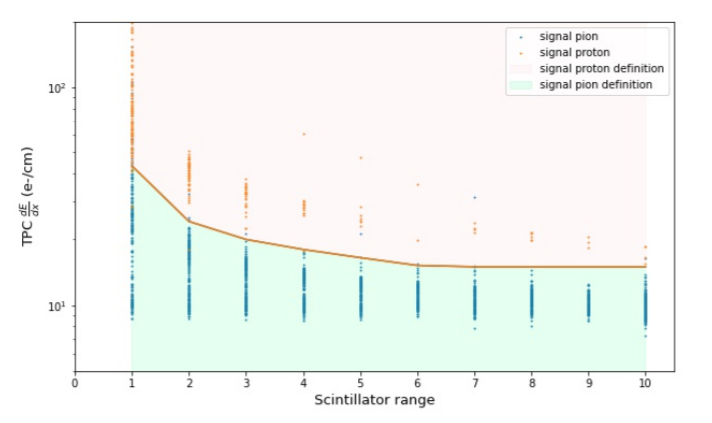 signal pion
signal proton
signal proton definition
signal pion definition
10²
10¹
TPC dE/dx (e-/cm)
0 1 2 3 4 5 6 7 8 9 10
Scintillator range